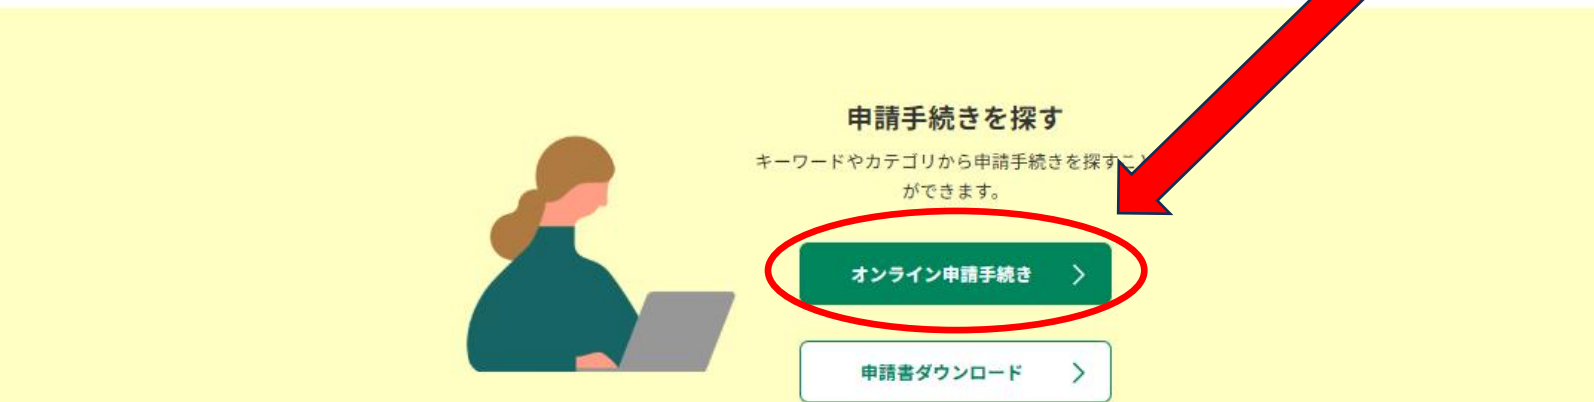 申請手続きを探す
キーワードやカテゴリから申請手続きを探すこ
ができます。
オンライン申請手続き
申請書ダウンロード